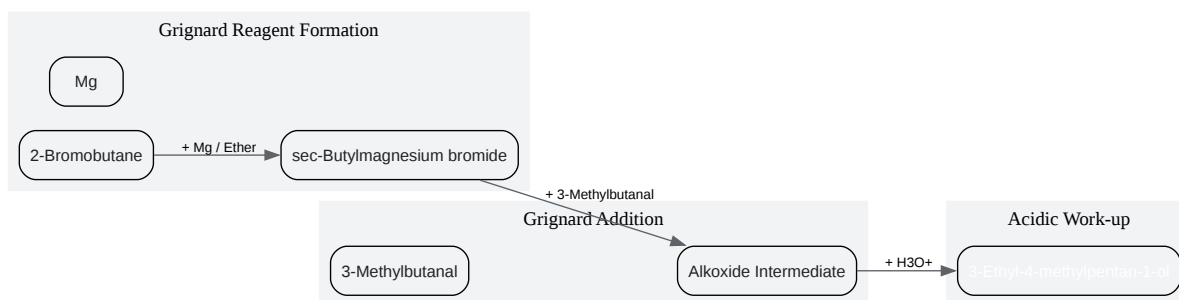 Grignard Reagent Formation
Mg
2-Bromobutane
+ Mg / Ether
sec-Butylmagnesium bromide
+ 3-Methylbutanal
Grignard Addition
3-Methylbutanal
Alkoxide Intermediate
+ H3O+
Acidic Work-up
3-Ethyl-4-methylpentan-1-ol